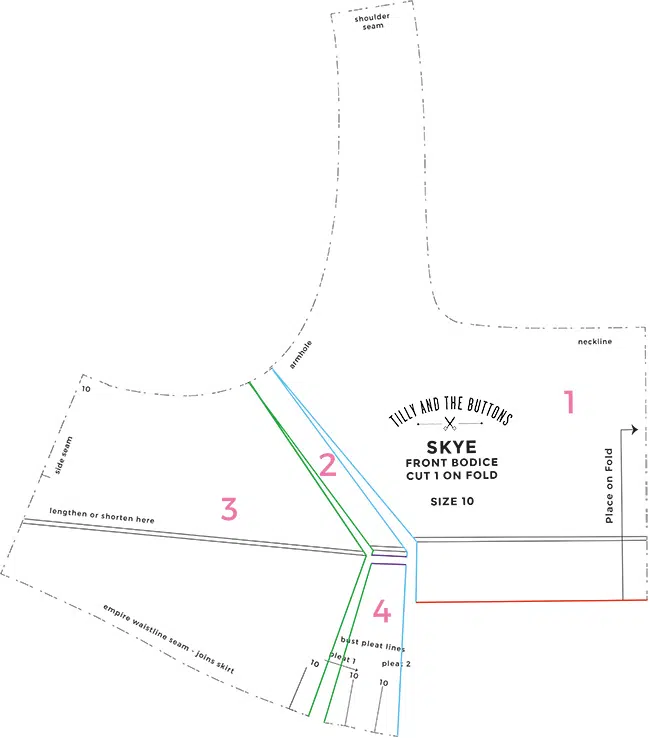 shoulder
seam
neckline
armhole
10
1
TILLY AND THE BUTTONS
SKYE
FRONT BODICE
CUT 1 ON FOLD
SIZE 10
Place on Fold
side seam
2
3
lengthen or shorten here
4
empire waistline seam - joins skirt
bust pleat lines
pleat 1
pleat 2
10
10
10